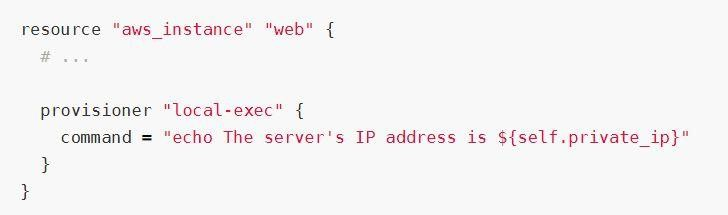 resource "aws_instance" "web" {
# ...
provisioner "local-exec" {
command = "echo The server's IP address is ${self.private_ip}"
}
}